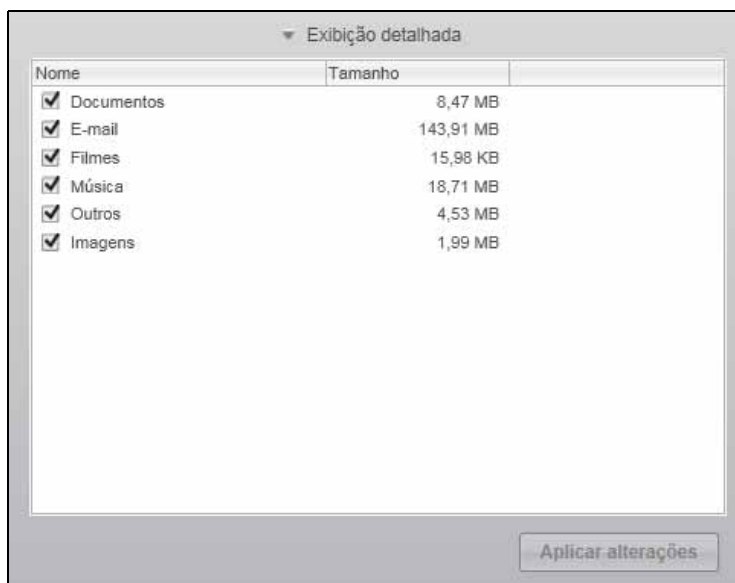 Exibição detalhada
Nome Tamanho
Documentos 8,47 MB
E-mail 143,91 MB
Filmes 15,98 KB
Música 18,71 MB
Outros 4,53 MB
Imagens 1,99 MB
Aplicar alterações